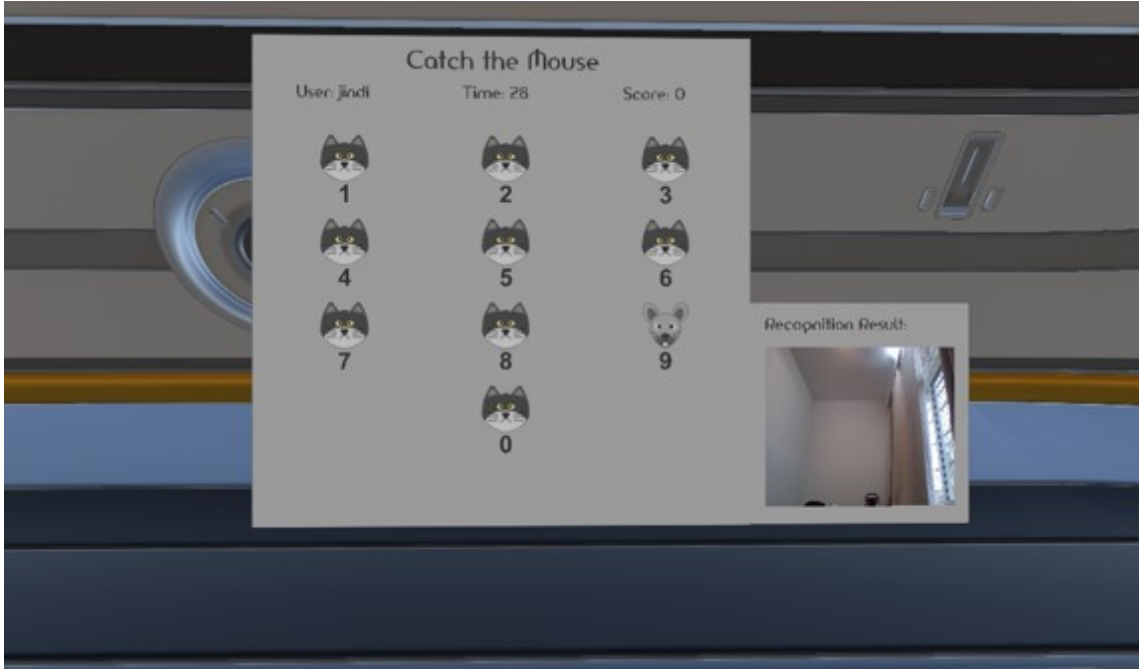 Catch the Mouse
User: jindi Time: 28 Score: 0
1 2 3
4 5 6
7 8 9
0
Recognition Result: